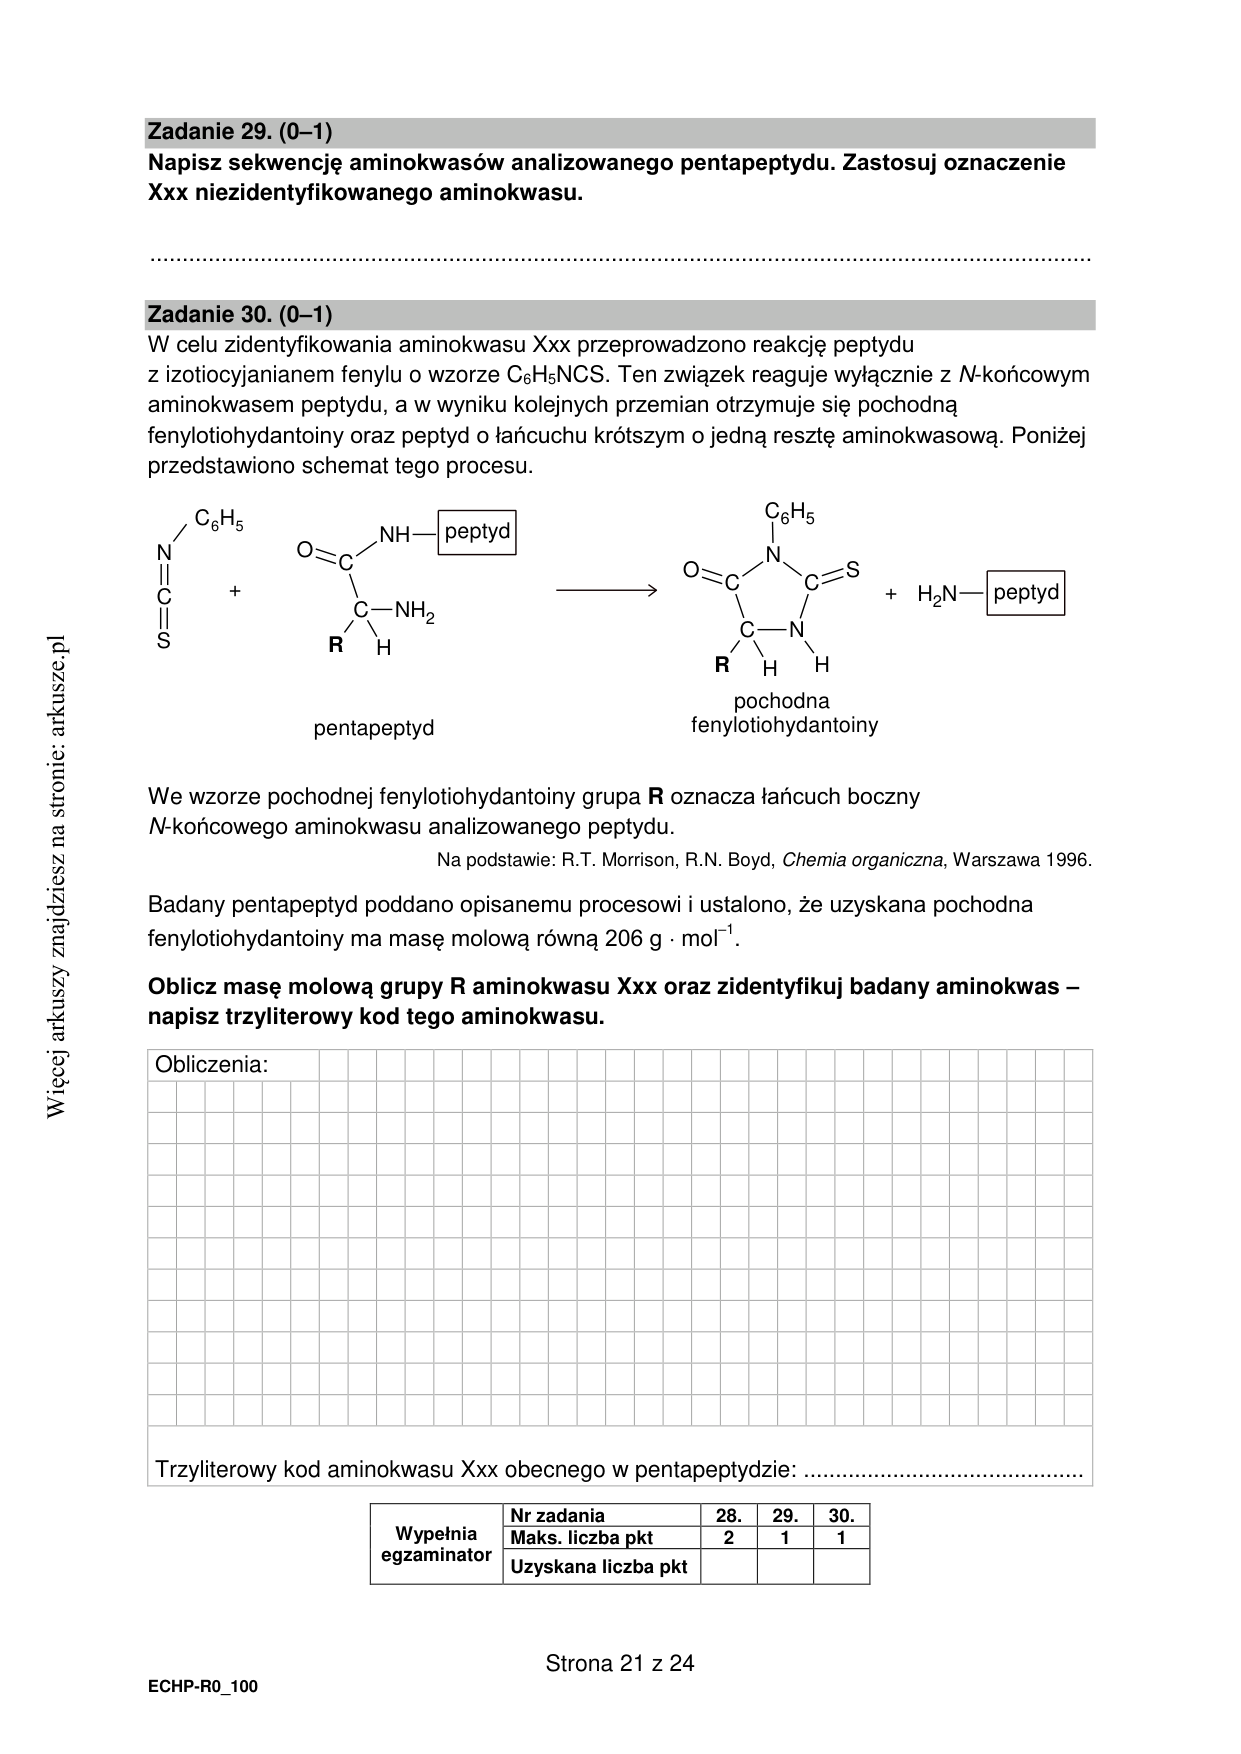 Zadanie 29. (0–1)
Napisz sekwencję aminokwasów analizowanego pentapeptydu. Zastosuj oznaczenie
Xxx niezidentyfikowanego aminokwasu.
....................................................................................................................................................
Zadanie 30. (0–1)
W celu zidentyfikowania aminokwasu Xxx przeprowadzono reakcję peptydu
z izotiocyjanianem fenylu o wzorze C₆H₅NCS. Ten związek reaguje wyłącznie z N-końcowym
aminokwasem peptydu, a w wyniku kolejnych przemian otrzymuje się pochodną
fenylotiohydantoiny oraz peptyd o łańcuchu krótszym o jedną resztę aminokwasową. Poniżej
przedstawiono schemat tego procesu.
C₆H₅
N
C
S
+
O
C
NH
peptyd
C
NH₂
R
H
pentapeptyd
C₆H₅
N
O
C
C
S
C
N
R
H
H
pochodna
fenylotiohydantoiny
+
H₂N
peptyd
We wzorze pochodnej fenylotiohydantoiny grupa R oznacza łańcuch boczny
N-końcowego aminokwasu analizowanego peptydu.
Na podstawie: R.T. Morrison, R.N. Boyd, Chemia organiczna, Warszawa 1996.
Badany pentapeptyd poddano opisanemu procesowi i ustalono, że uzyskana pochodna
fenylotiohydantoiny ma masę molową równą 206 g · mol⁻¹.
Oblicz masę molową grupy R aminokwasu Xxx oraz zidentyfikuj badany aminokwas –
napisz trzyliterowy kod tego aminokwasu.
Obliczenia:
Trzyliterowy kod aminokwasu Xxx obecnego w pentapeptydzie: ............................................
Wypełnia
egzaminator
Nr zadania 28. 29. 30.
Maks. liczba pkt 2 1 1
Uzyskana liczba pkt
Strona 21 z 24
ECHP-R0_100
Więcej arkuszy znajdziesz na stronie: arkusze.pl